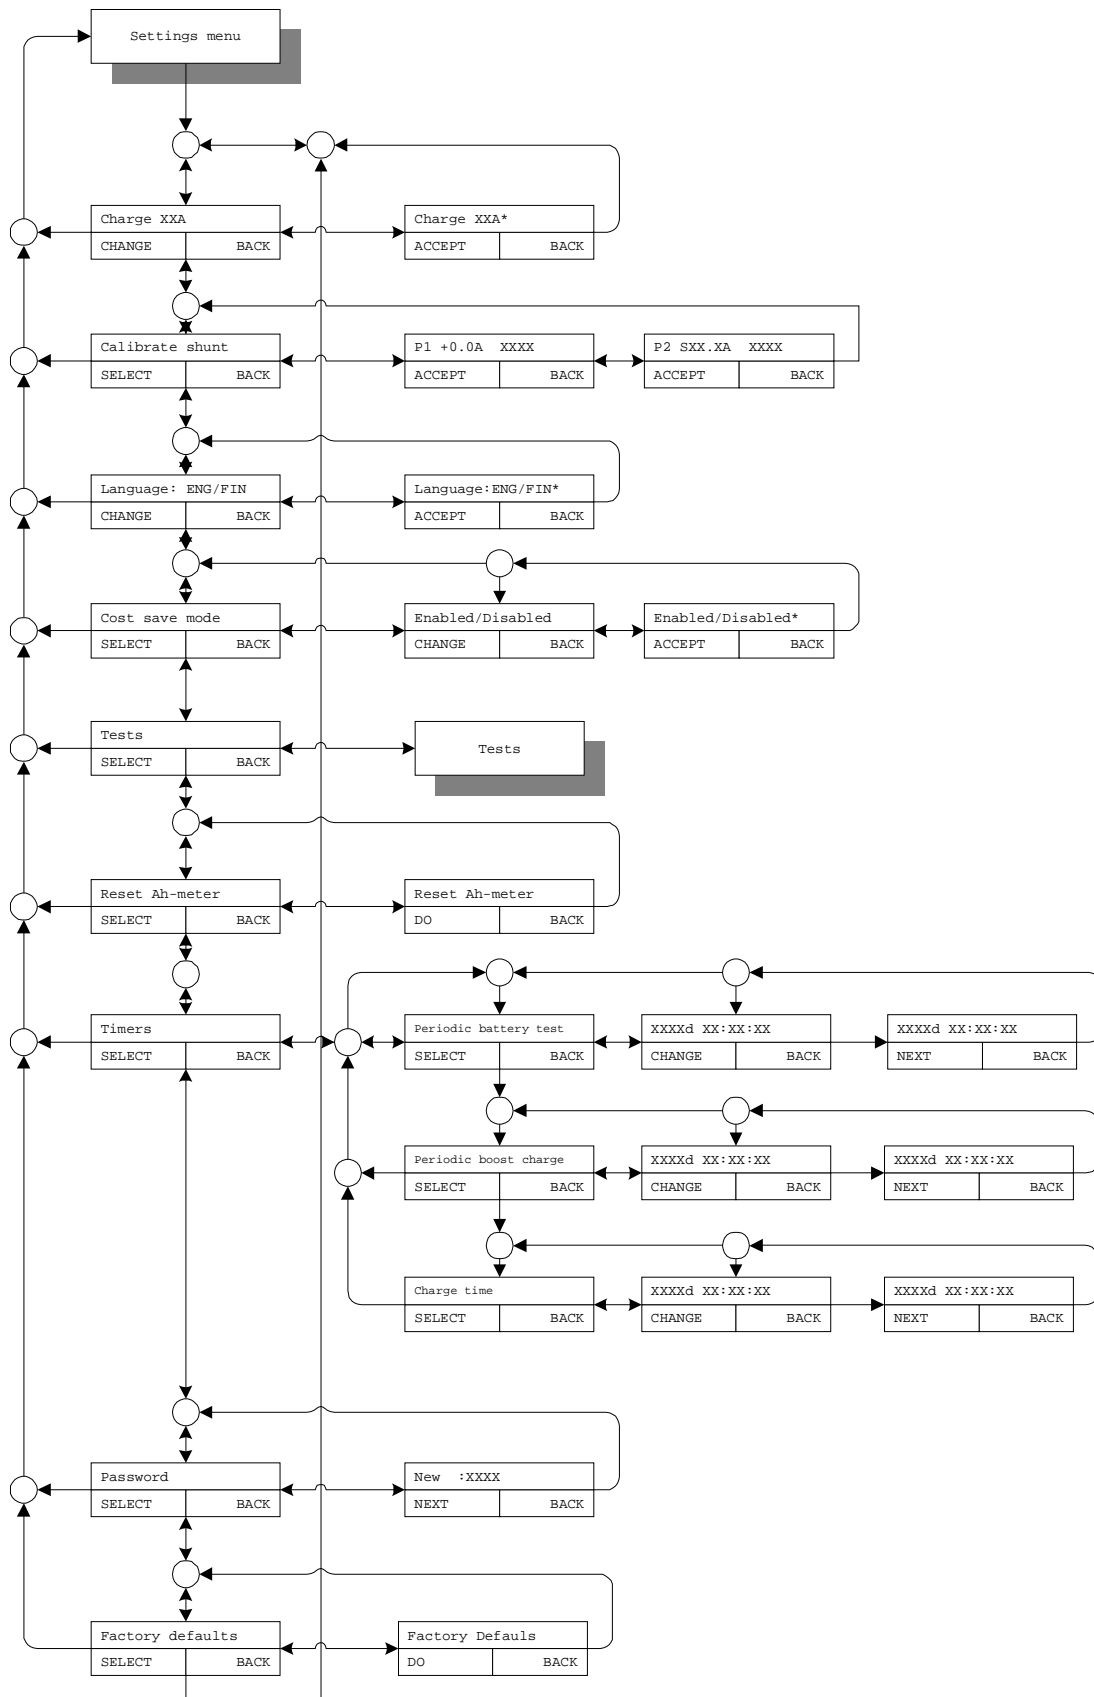 Settings menu
Charge XXA
CHANGE BACK
Charge XXA*
ACCEPT BACK
Calibrate shunt
SELECT BACK
P1 +0.0A XXXX
ACCEPT BACK
P2 SXX.XA XXXX
ACCEPT BACK
Language: ENG/FIN
CHANGE BACK
Language:ENG/FIN*
ACCEPT BACK
Cost save mode
SELECT BACK
Enabled/Disabled
CHANGE BACK
Enabled/Disabled*
ACCEPT BACK
Tests
SELECT BACK
Tests
Reset Ah-meter
SELECT BACK
Reset Ah-meter
DO BACK
Timers
SELECT BACK
Periodic battery test
SELECT BACK
XXXXd XX:XX:XX
CHANGE BACK
XXXXd XX:XX:XX
NEXT BACK
Periodic boost charge
SELECT BACK
XXXXd XX:XX:XX
CHANGE BACK
XXXXd XX:XX:XX
NEXT BACK
Charge time
SELECT BACK
XXXXd XX:XX:XX
CHANGE BACK
XXXXd XX:XX:XX
NEXT BACK
Password
SELECT BACK
New :XXXX
NEXT BACK
Factory defaults
SELECT BACK
Factory Defauls
DO BACK